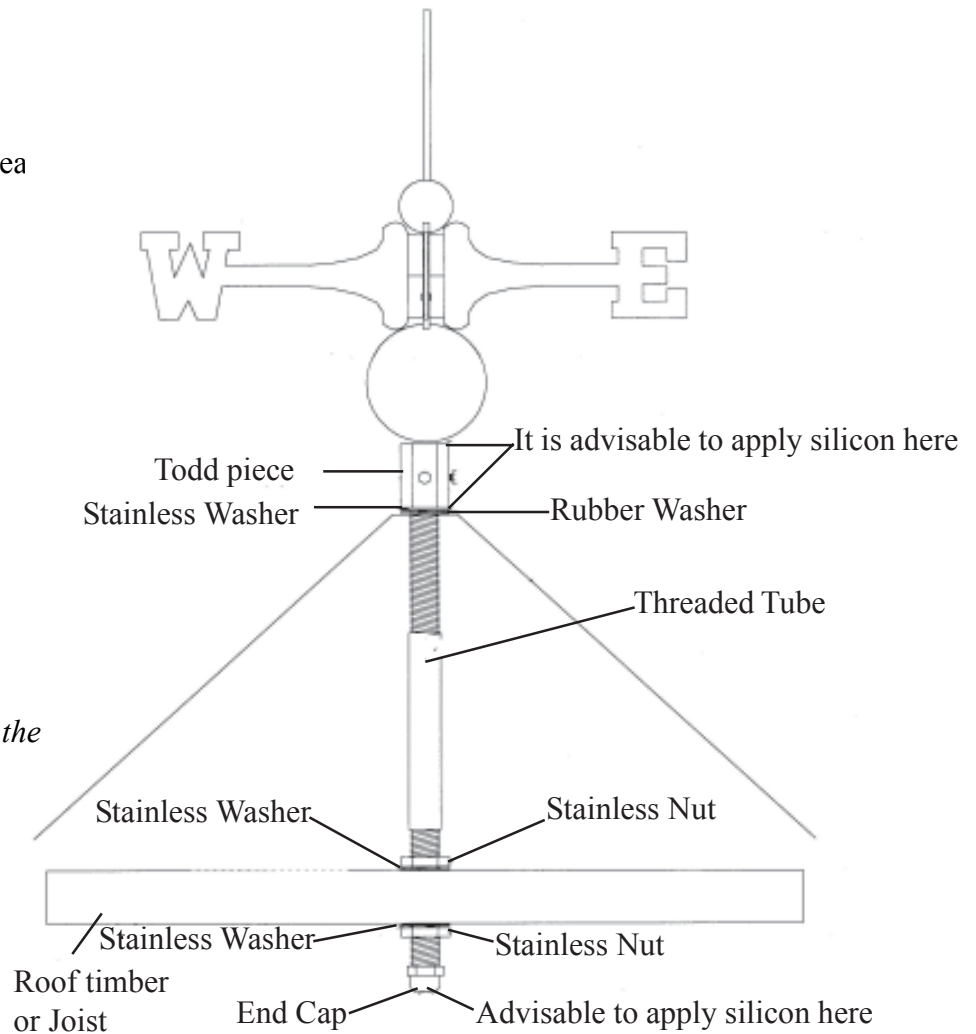 ea
W
E
It is advisable to apply silicon here
Todd piece
Stainless Washer
Rubber Washer
Threaded Tube
the
Stainless Washer
Stainless Nut
Stainless Washer
Stainless Nut
Roof timber
or Joist
End Cap
Advisable to apply silicon here